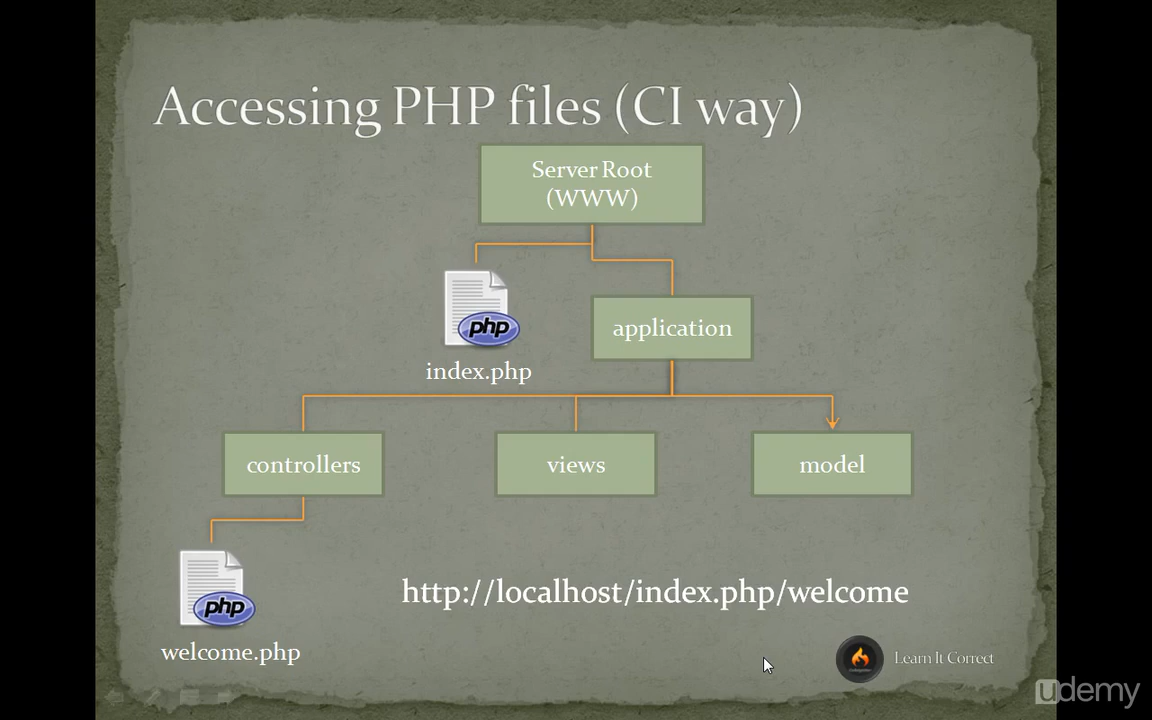 Accessing PHP files (CI way)
Server Root
(WWW)
php
index.php
application
controllers
views
model
php
welcome.php
http://localhost/index.php/welcome
Learn It Correct
udemy